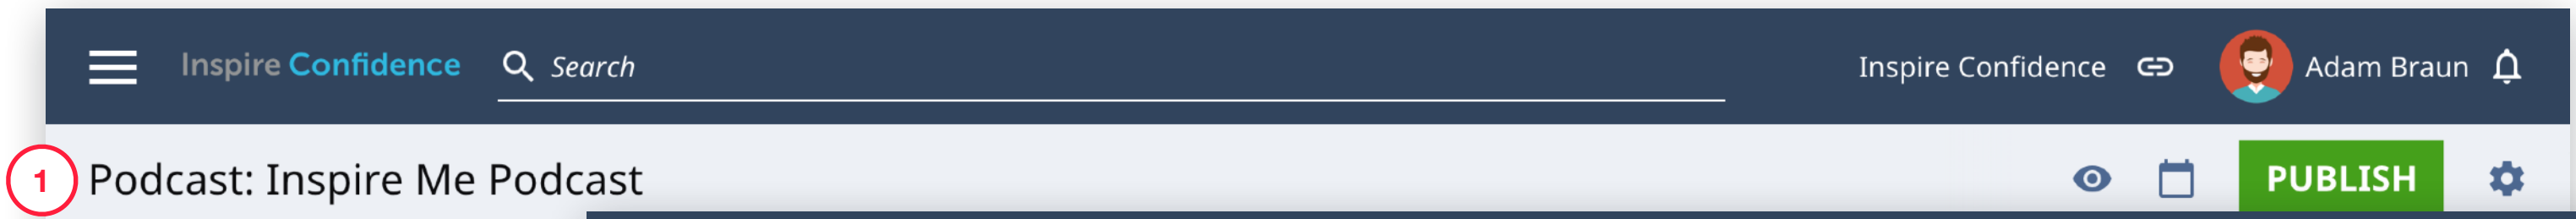 Inspire Confidence Search Inspire Confidence Adam Braun
1 Podcast: Inspire Me Podcast PUBLISH